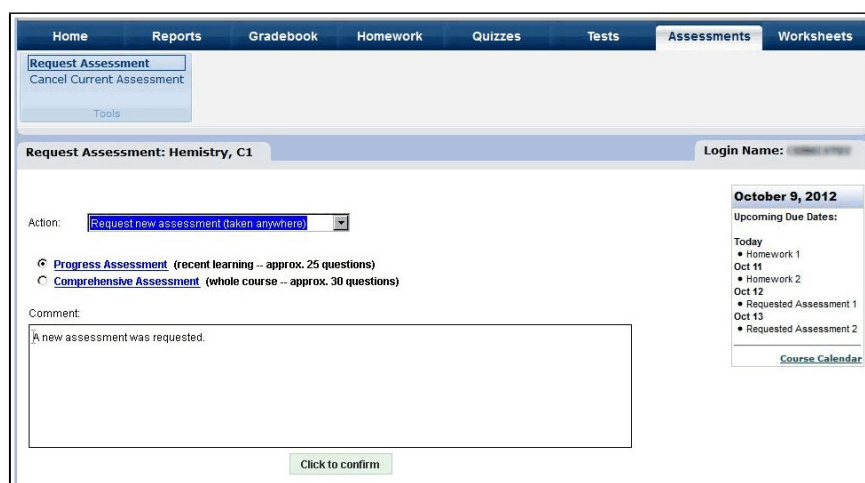 Home Reports Gradebook Homework Quizzes Tests Assessments Worksheets
Request Assessment
Cancel Current Assessment
Tools
Request Assessment: Hemistry, C1
Login Name:
October 9, 2012
Upcoming Due Dates:
Today
• Homework 1
Oct 11
• Homework 2
Oct 12
• Requested Assessment 1
Oct 13
• Requested Assessment 2
Course Calendar
Action: Request new assessment (taken anywhere)
Progress Assessment (recent learning -- approx. 25 questions)
Comprehensive Assessment (whole course -- approx. 30 questions)
Comment:
A new assessment was requested.
Click to confirm